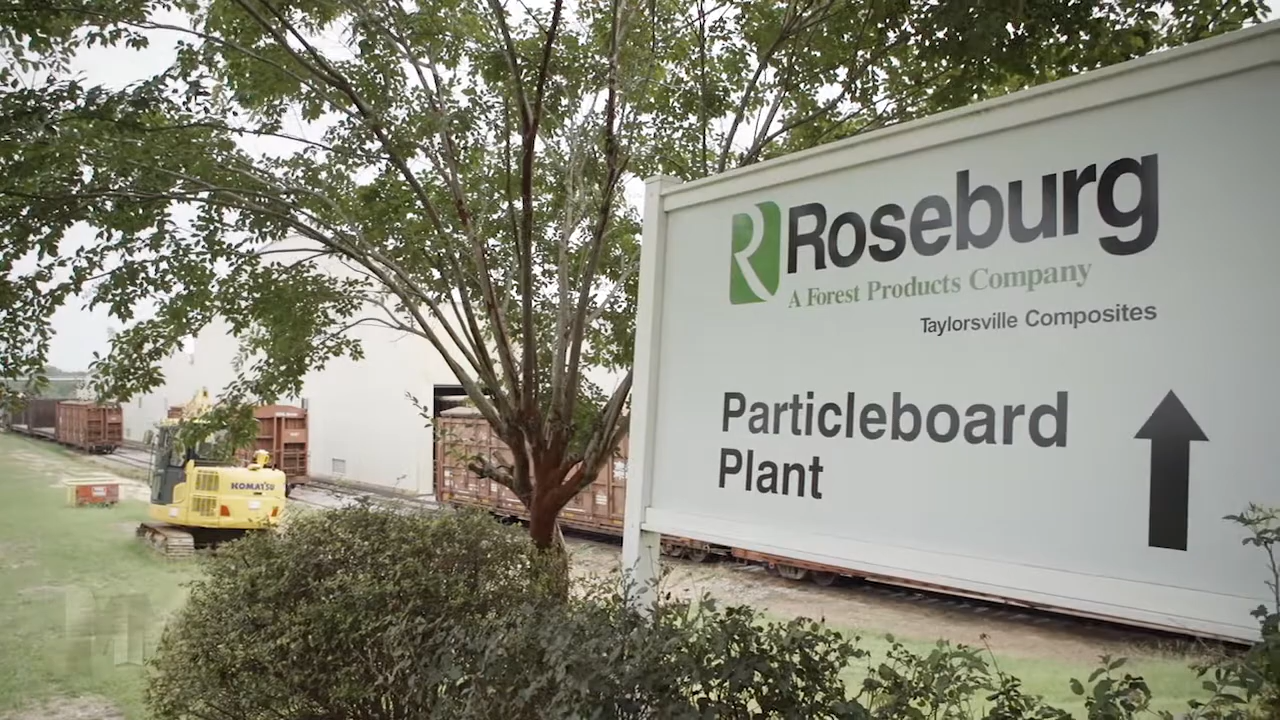 Roseburg
A Forest Products Company
Taylorsville Composites
Particleboard
Plant
KOMATSU